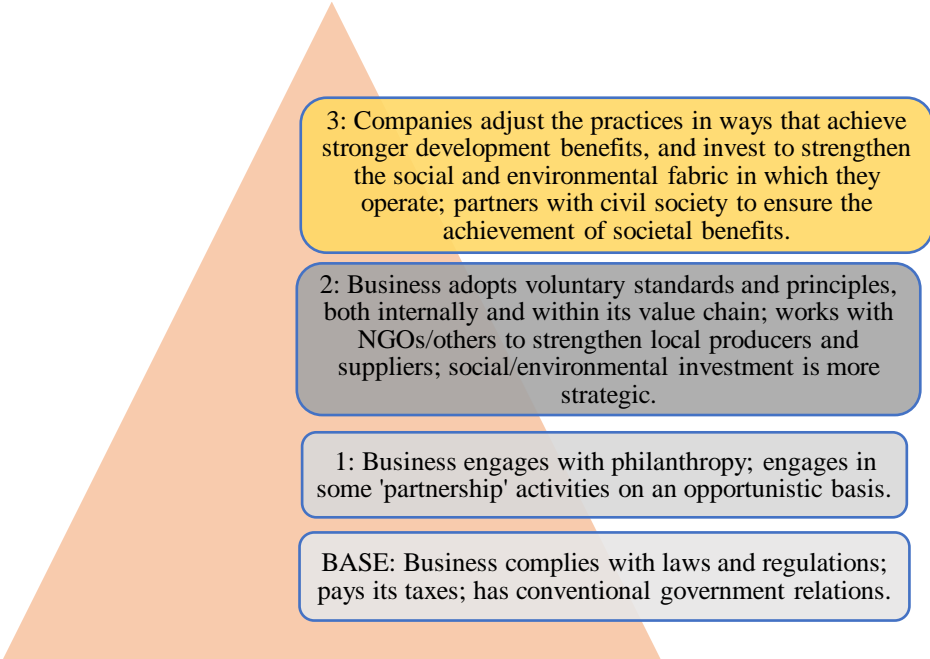 3: Companies adjust the practices in ways that achieve
stronger development benefits, and invest to strengthen
the social and environmental fabric in which they
operate; partners with civil society to ensure the
achievement of societal benefits.
2: Business adopts voluntary standards and principles,
both internally and within its value chain; works with
NGOs/others to strengthen local producers and
suppliers; social/environmental investment is more
strategic.
1: Business engages with philanthropy; engages in
some 'partnership' activities on an opportunistic basis.
BASE: Business complies with laws and regulations;
pays its taxes; has conventional government relations.